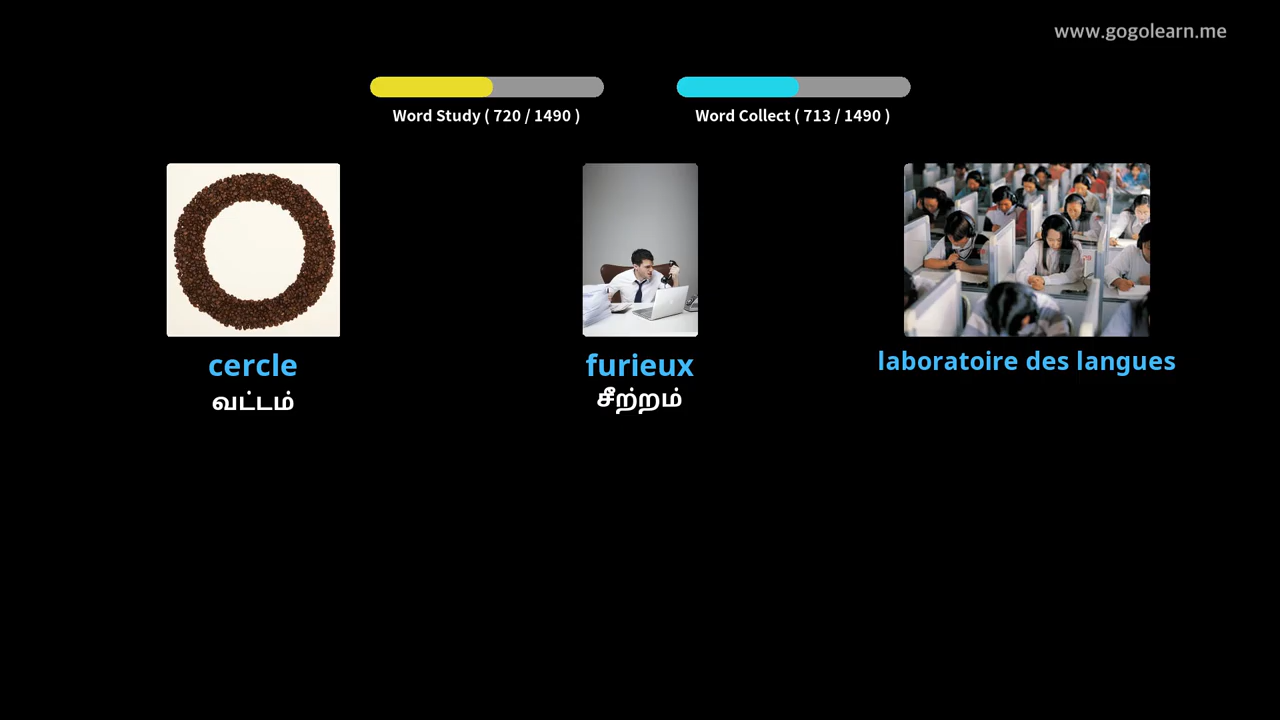 www.gogolearn.me
Word Study ( 720 / 1490 )
Word Collect ( 713 / 1490 )
cercle
வட்டம்
furieux
சீற்றம்
laboratoire des langues